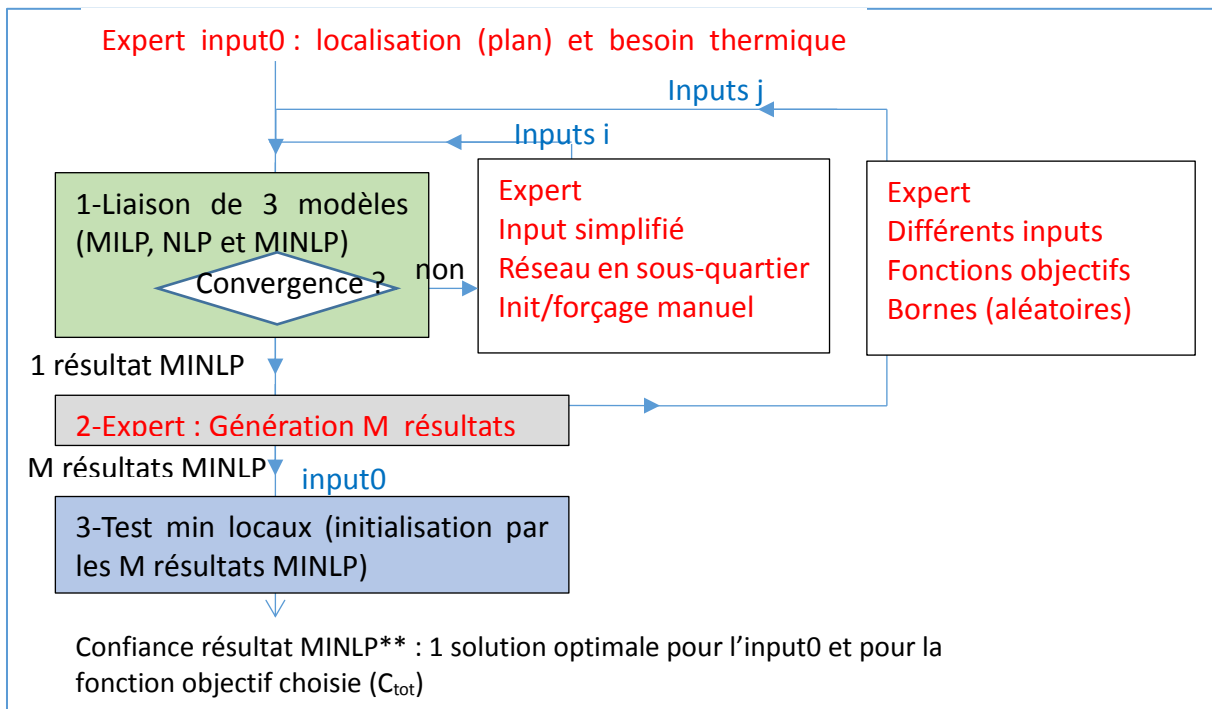 Expert input0 : localisation (plan) et besoin thermique
Inputs j
Inputs i
1-Liaison de 3 modèles
(MILP, NLP et MINLP)
Convergence ?
non
Expert
Input simplifié
Réseau en sous-quartier
Init/forçage manuel
Expert
Différents inputs
Fonctions objectifs
Bornes (aléatoires)
1 résultat MINLP
2-Expert : Génération M résultats
M résultats MINLP
input0
3-Test min locaux (initialisation par
les M résultats MINLP)
Confiance résultat MINLP** : 1 solution optimale pour l'input0 et pour la
fonction objectif choisie (Ctot)